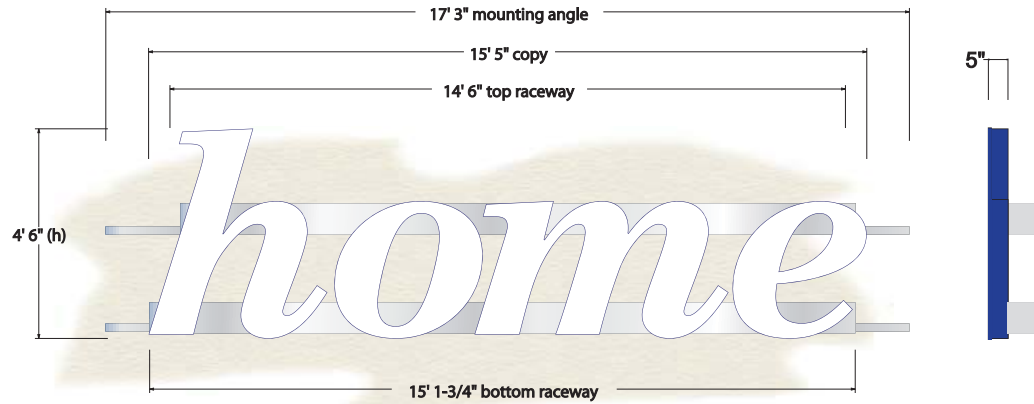 17' 3" mounting angle
15' 5" copy
14' 6" top raceway
5"
home
4' 6" (h)
15' 1-3/4" bottom raceway